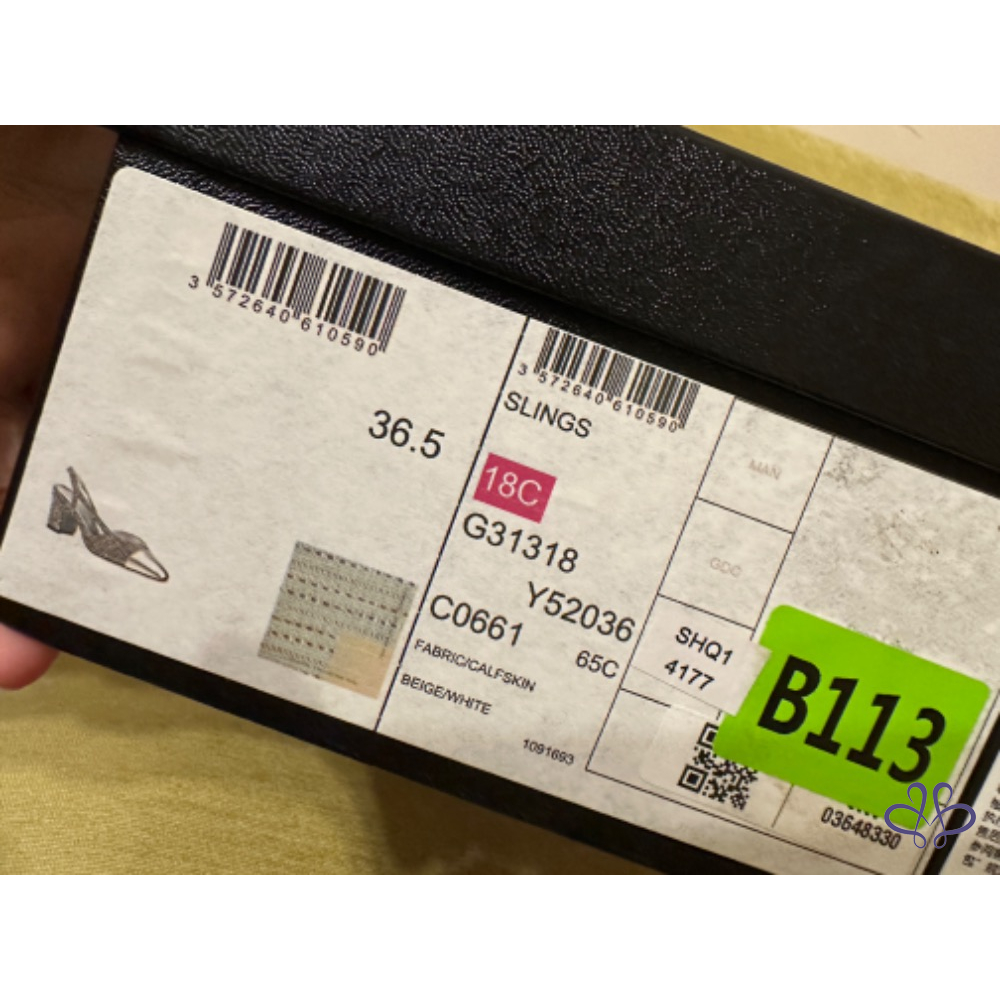 3 572640 610590
36.5
3 572640 610590
SLINGS
18C
G31318
Y52036
C0661
65C
FABRIC/CALFSKIN
BEIGE/WHITE
1091693
MAN
GDC
SHQ1
4177
B113
03648330